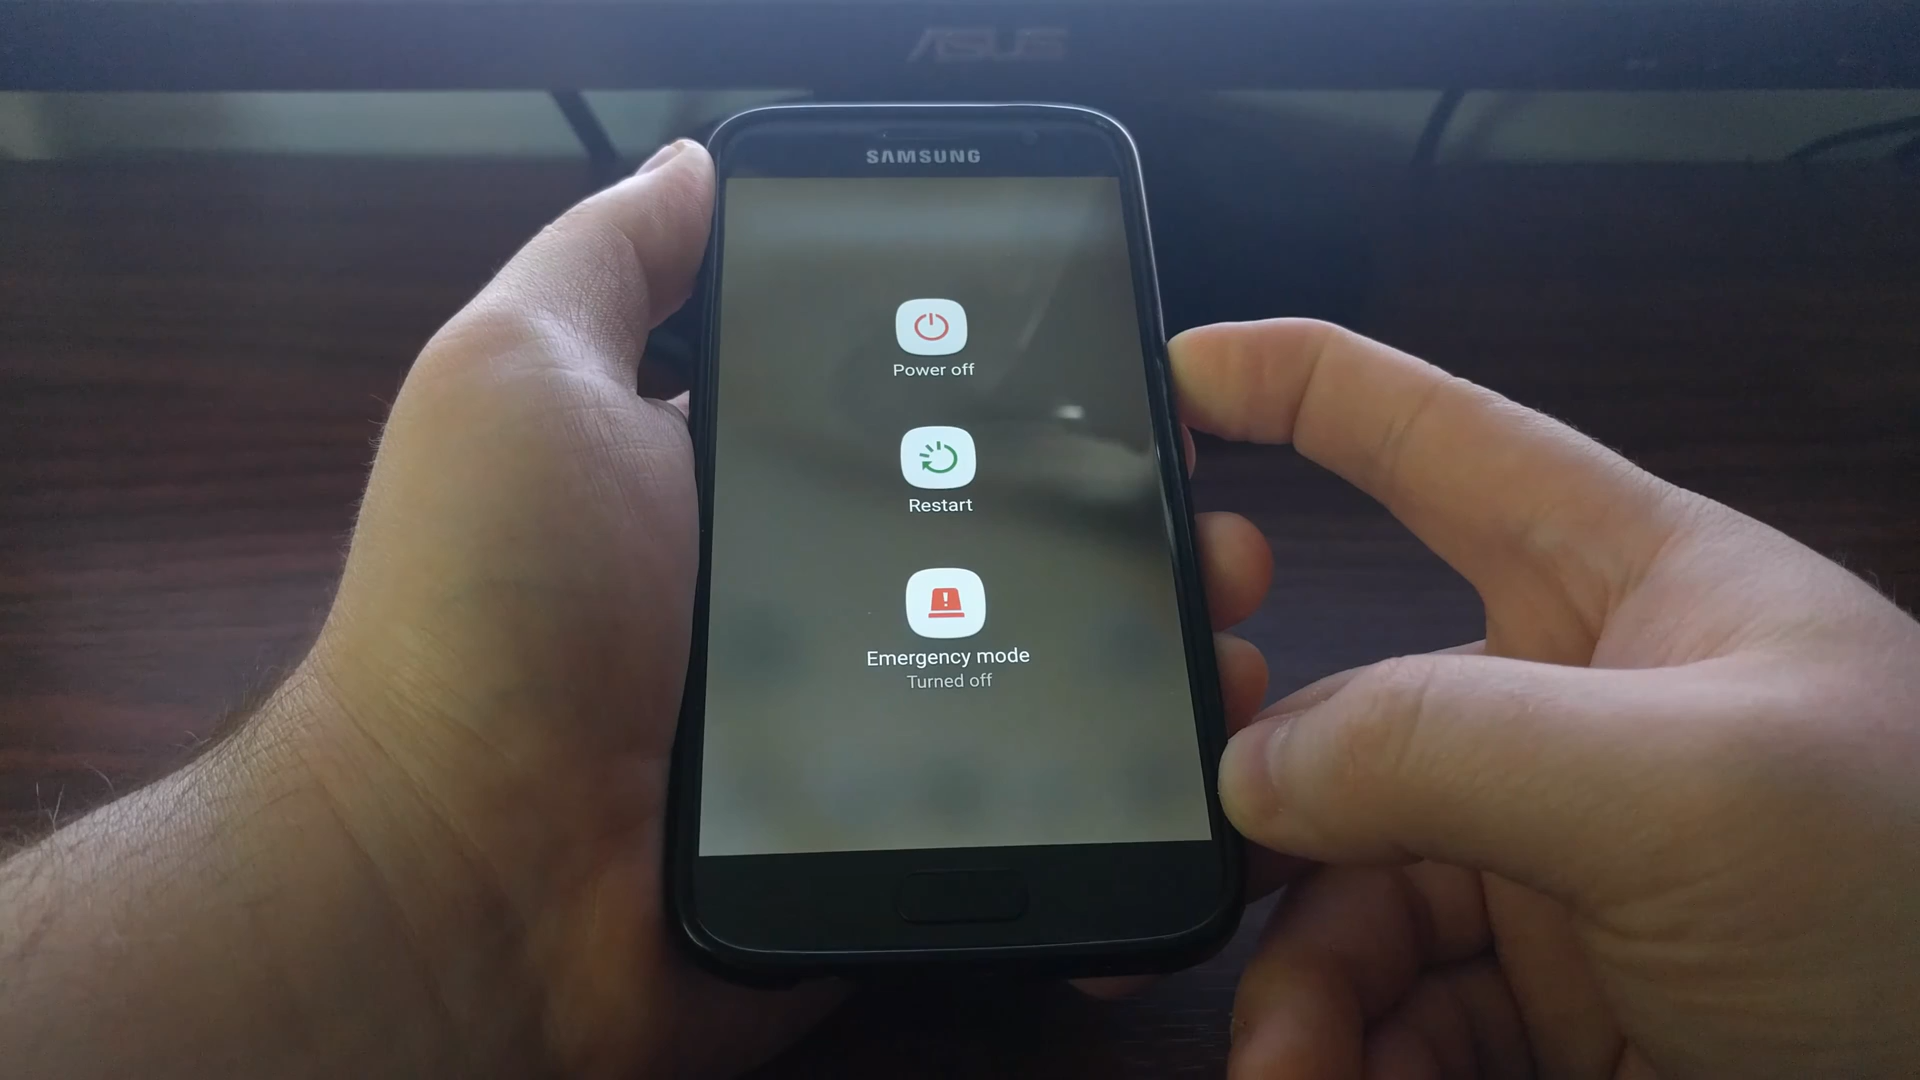 ASUS
SAMSUNG
Power off
Restart
Emergency mode
Turned off